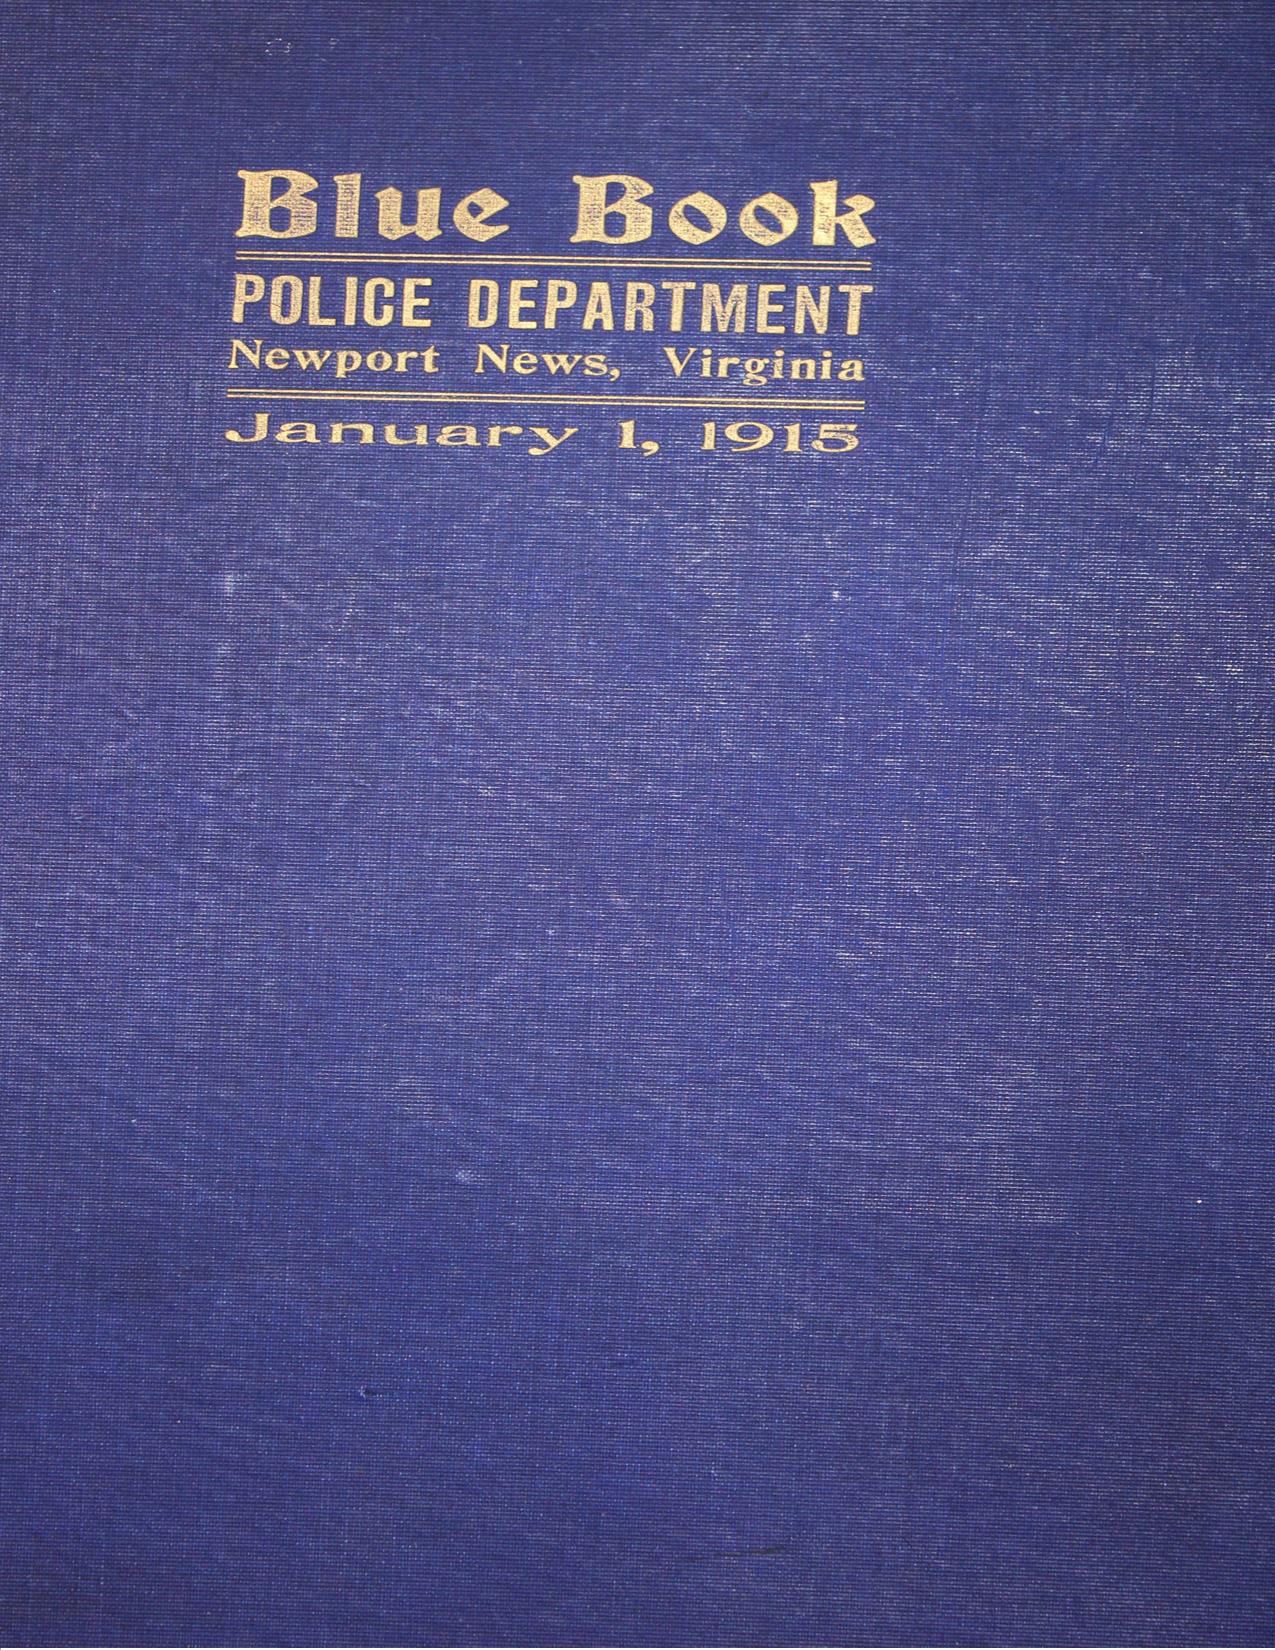 Blue Book
POLICE DEPARTMENT
Newport News, Virginia
January 1, 1915